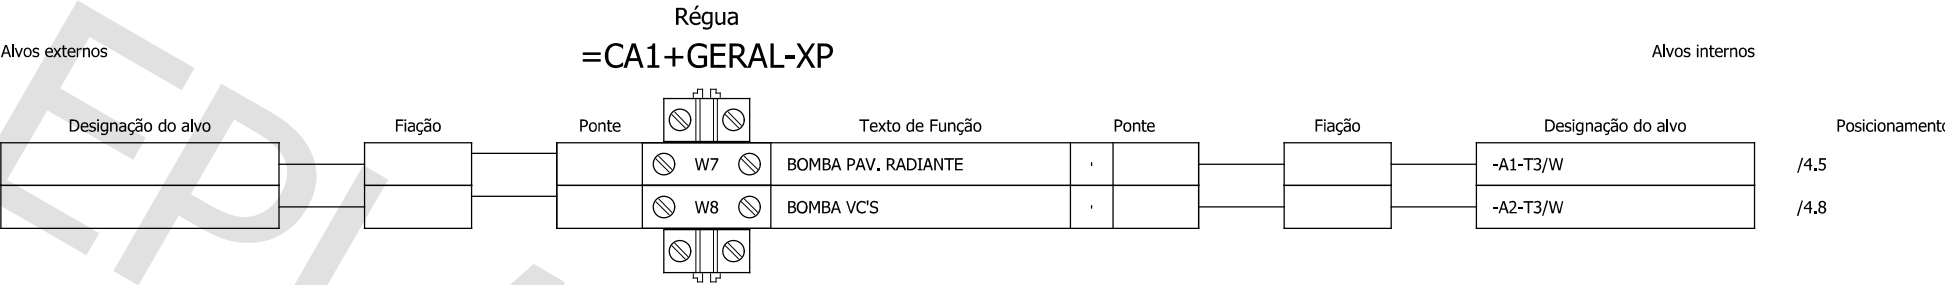 Régua
Alvos externos
=CA1+GERAL-XP
Alvos internos
Designação do alvo Fiação Ponte Texto de Função Ponte Fiação Designação do alvo Posicionamento
W7 BOMBA PAV. RADIANTE ' -A1-T3/W /4.5
W8 BOMBA VC'S ' -A2-T3/W /4.8